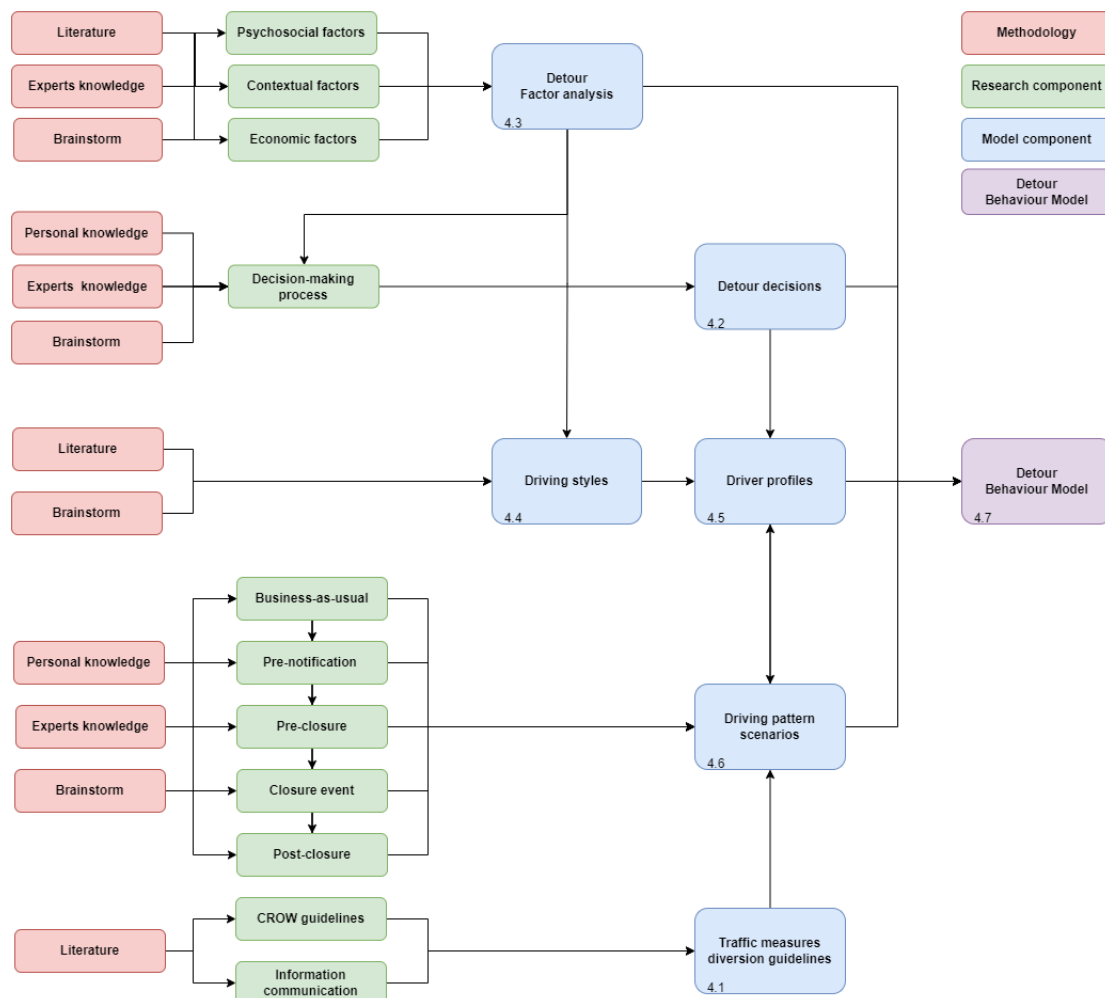 Literature
Experts knowledge
Brainstorm
Psychosocial factors
Contextual factors
Economic factors
Detour
Factor analysis
4.3
Methodology
Research component
Model component
Detour
Behaviour Model
Personal knowledge
Experts  knowledge
Brainstorm
Decision-making
process
Detour decisions
4.2
Literature
Brainstorm
Driving styles
4.4
Driver profiles
4.5
Detour
Behaviour Model
4.7
Personal knowledge
Experts knowledge
Brainstorm
Business-as-usual
Pre-notification
Pre-closure
Closure event
Post-closure
Driving pattern
scenarios
4.6
Literature
CROW guidelines
Information
communication
Traffic measures
diversion guidelines
4.1